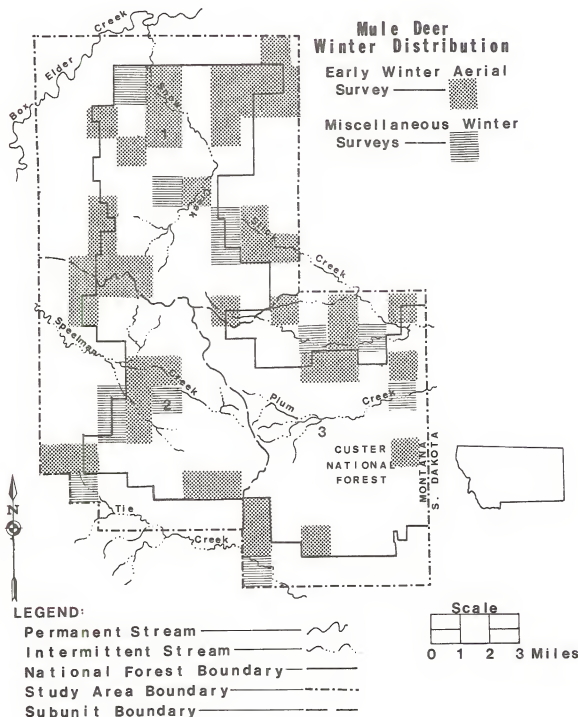 Mule Deer
Winter Distribution
Early Winter Aerial
Survey
Miscellaneous Winter
Surveys
Box Elder Creek
Snow Creek
1
Slick Creek
Speelmon Creek
2
Plum Creek
3
CUSTER
NATIONAL
FOREST
MONTANA
S. DAKOTA
N
Tie Creek
LEGEND:
Permanent Stream
Intermittent Stream
National Forest Boundary
Study Area Boundary
Subunit Boundary
Scale
0 1 2 3 Miles